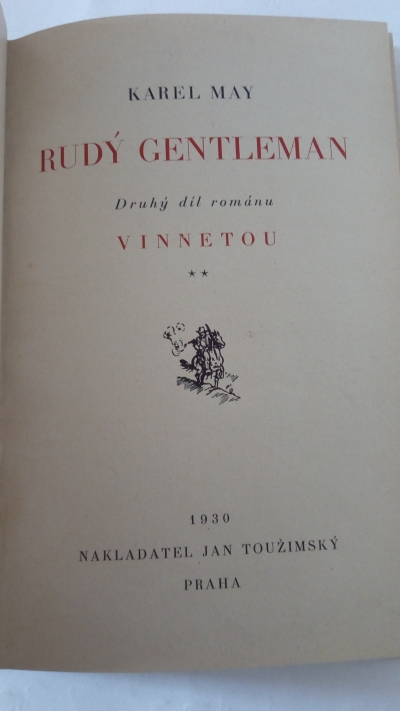 KAREL MAY
RUDÝ GENTLEMAN
Druhý díl románu
VINNETOU
★★
1930
NAKLADATEL JAN TOUŽIMSKÝ
PRAHA